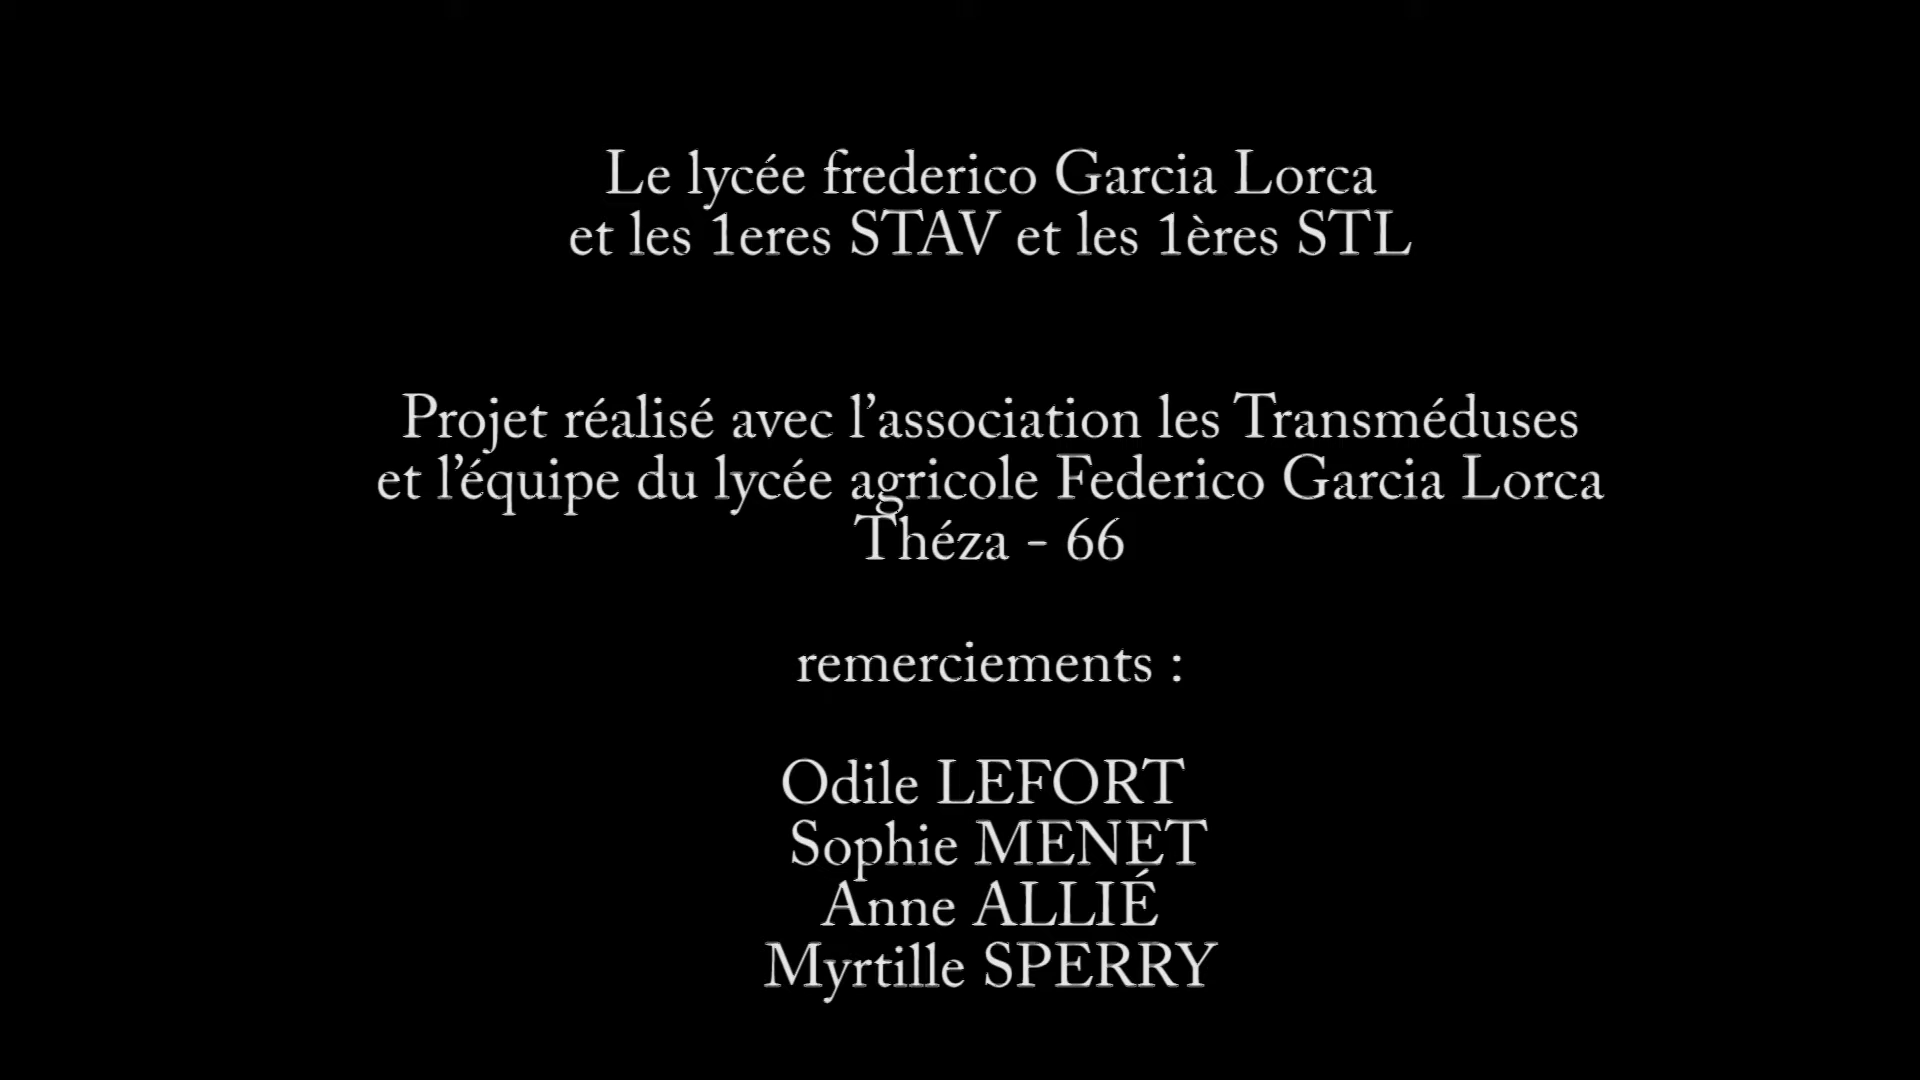 Le lycée frederico Garcia Lorca
et les 1eres STAV et les 1ères STL
Projet réalisé avec l’association les Transméduses
et l’équipe du lycée agricole Federico Garcia Lorca
Théza - 66
remerciements :
Odile LEFORT
Sophie MENET
Anne ALLIÉ
Myrtille SPERRY